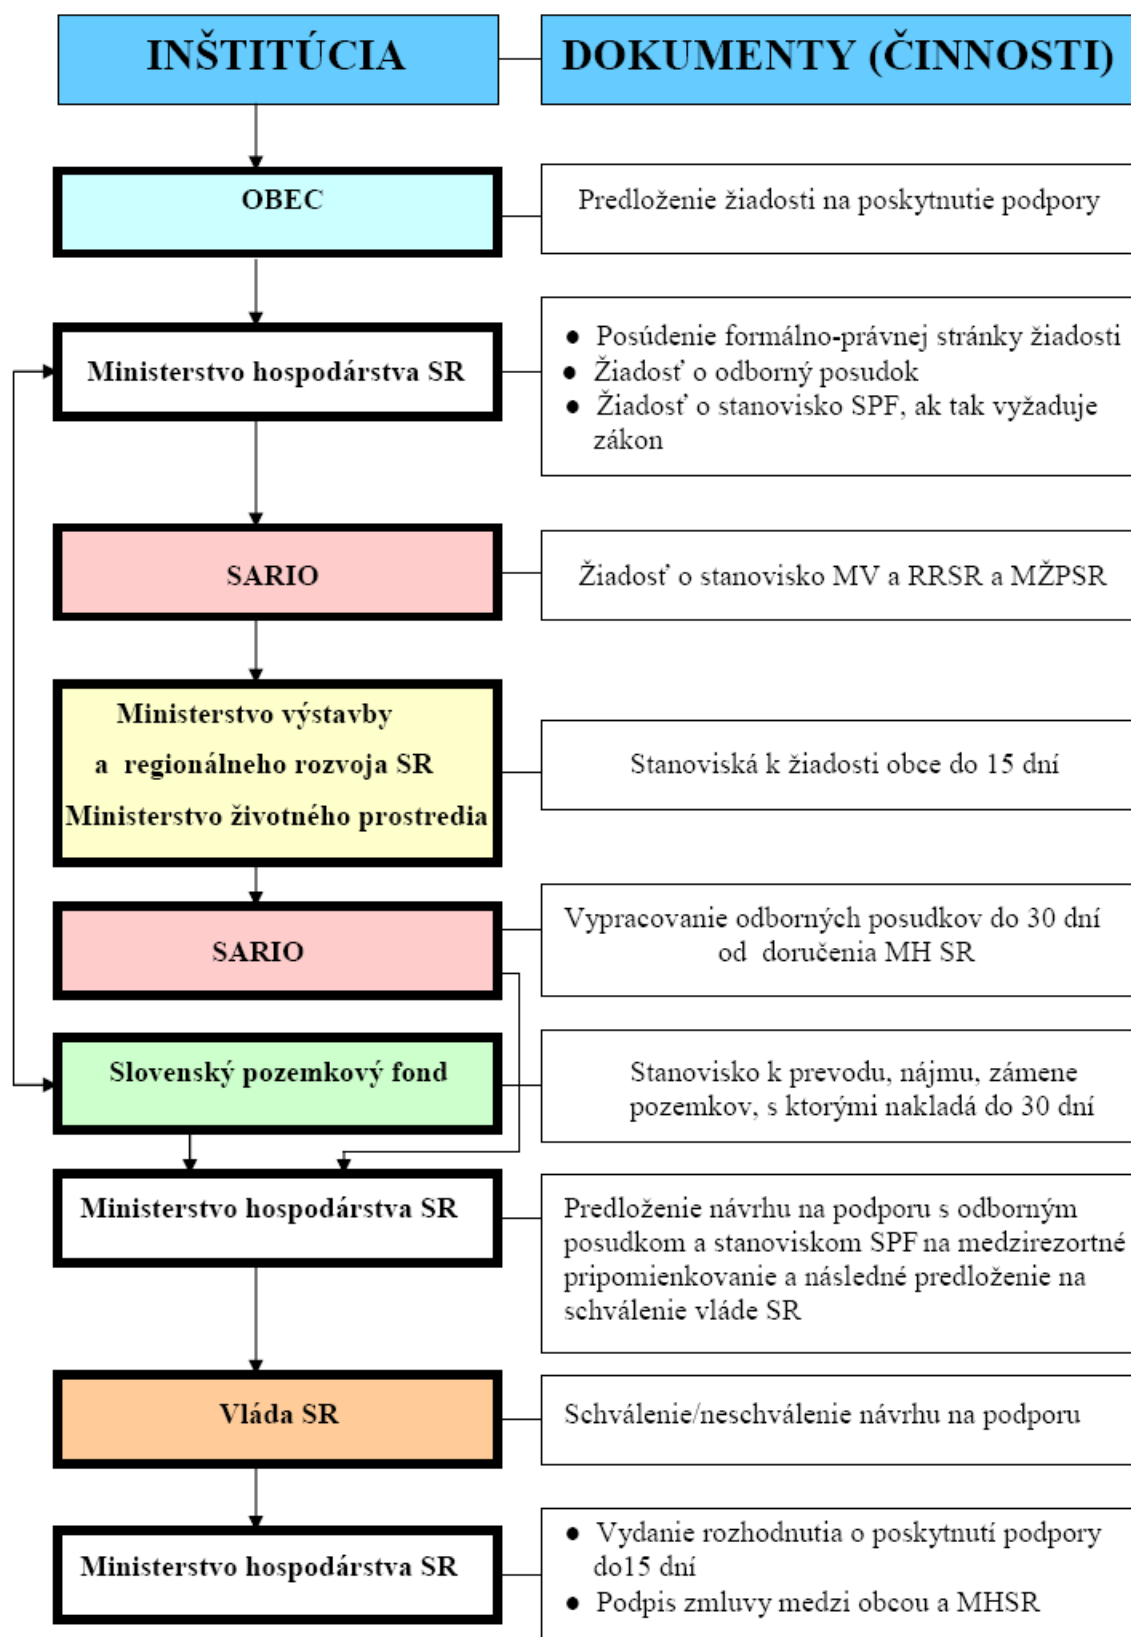 INŠTITÚCIA
DOKUMENTY (ČINNOSTI)
OBEC
Predloženie žiadosti na poskytnutie podpory
Ministerstvo hospodárstva SR
● Posúdenie formálno-právnej stránky žiadosti
● Žiadosť o odborný posudok
● Žiadosť o stanovisko SPF, ak tak vyžaduje
zákon
SARIO
Žiadosť o stanovisko MV a RRSR a MŽPSR
Ministerstvo výstavby
a regionálneho rozvoja SR
Ministerstvo životného prostredia
Stanoviská k žiadosti obce do 15 dní
SARIO
Vypracovanie odborných posudkov do 30 dní
od doručenia MH SR
Slovenský pozemkový fond
Stanovisko k prevodu, nájmu, zámene
pozemkov, s ktorými nakladá do 30 dní
Ministerstvo hospodárstva SR
Predloženie návrhu na podporu s odborným
posudkom a stanoviskom SPF na medzirezortné
pripomienkovanie a následné predloženie na
schválenie vláde SR
Vláda SR
Schválenie/neschválenie návrhu na podporu
Ministerstvo hospodárstva SR
● Vydanie rozhodnutia o poskytnutí podpory
do15 dní
● Podpis zmluvy medzi obcou a MHSR